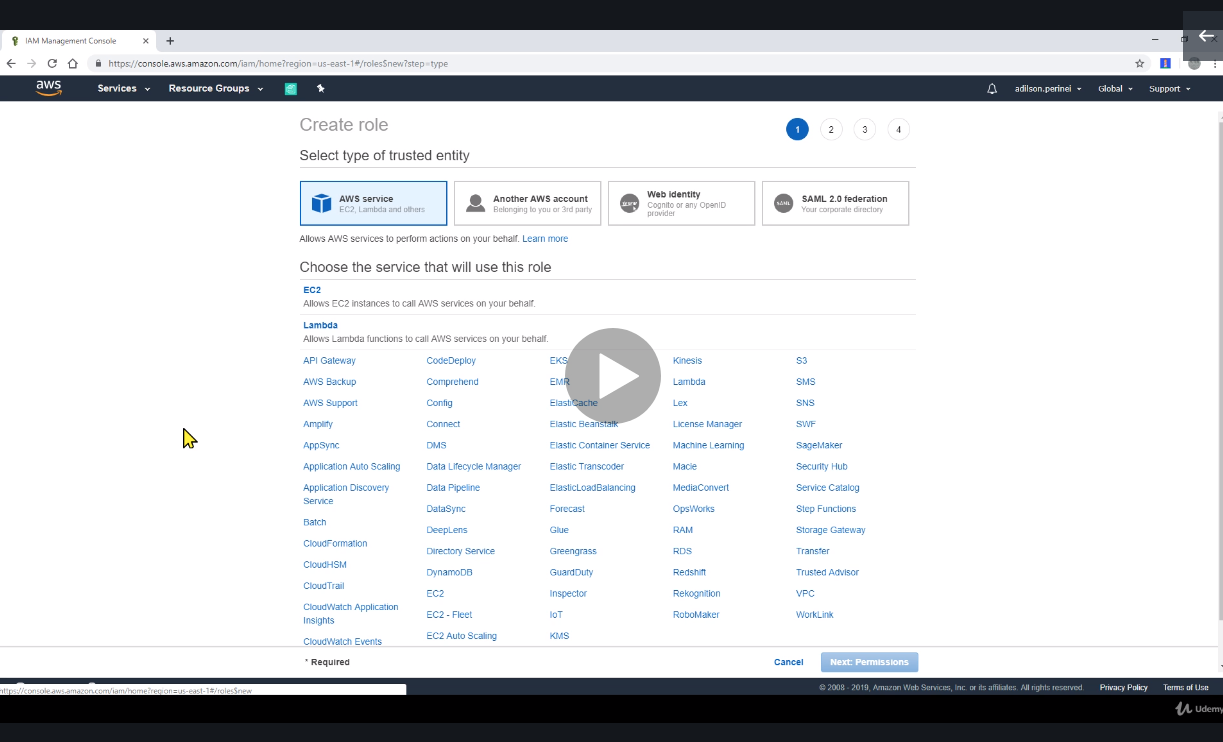 IAM Management Console
https://console.aws.amazon.com/iam/home?region=us-east-1#/roles$new?step=type
aws Services Resource Groups adilson.perinei Global Support
Create role 1 2 3 4
Select type of trusted entity
AWS service
EC2, Lambda and others
Another AWS account
Belonging to you or 3rd party
Web identity
Cognito or any OpenID
provider
SAML
SAML 2.0 federation
Your corporate directory
Allows AWS services to perform actions on your behalf. Learn more
Choose the service that will use this role
EC2
Allows EC2 instances to call AWS services on your behalf.
Lambda
Allows Lambda functions to call AWS services on your behalf.
API Gateway
AWS Backup
AWS Support
Amplify
AppSync
Application Auto Scaling
Application Discovery
Service
Batch
CloudFormation
CloudHSM
CloudTrail
CloudWatch Application
Insights
CloudWatch Events
CodeDeploy
Comprehend
Config
Connect
DMS
Data Lifecycle Manager
Data Pipeline
DataSync
DeepLens
Directory Service
DynamoDB
EC2
EC2 - Fleet
EC2 Auto Scaling
EKS
EMR
ElastiCache
Elastic Beanstalk
Elastic Container Service
Elastic Transcoder
ElasticLoadBalancing
Forecast
Glue
Greengrass
GuardDuty
Inspector
IoT
KMS
Kinesis
Lambda
Lex
License Manager
Machine Learning
Macie
MediaConvert
OpsWorks
RAM
RDS
Redshift
Rekognition
RoboMaker
S3
SMS
SNS
SWF
SageMaker
Security Hub
Service Catalog
Step Functions
Storage Gateway
Transfer
Trusted Advisor
VPC
WorkLink
* Required Cancel Next: Permissions
https://console.aws.amazon.com/iam/home?region=us-east-1#/roles$new
© 2008 - 2019, Amazon Web Services, Inc. or its affiliates. All rights reserved. Privacy Policy Terms of Use
Udemy